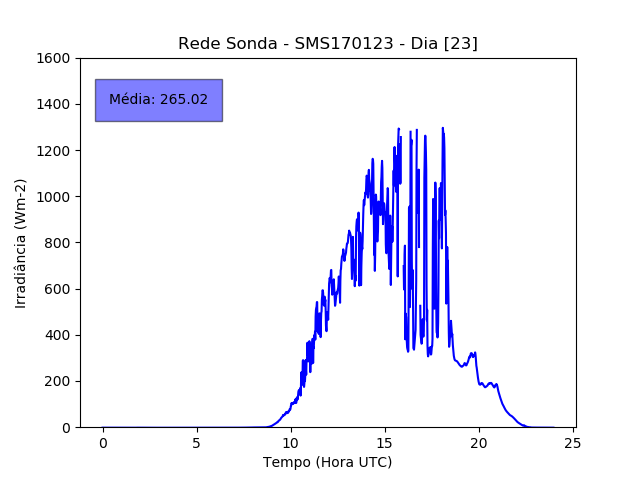 Rede Sonda - SMS170123 - Dia [23]
1600
1400
1200
1000
800
600
400
200
0
Irradiância (Wm-2)
Média: 265.02
0 5 10 15 20 25
Tempo (Hora UTC)